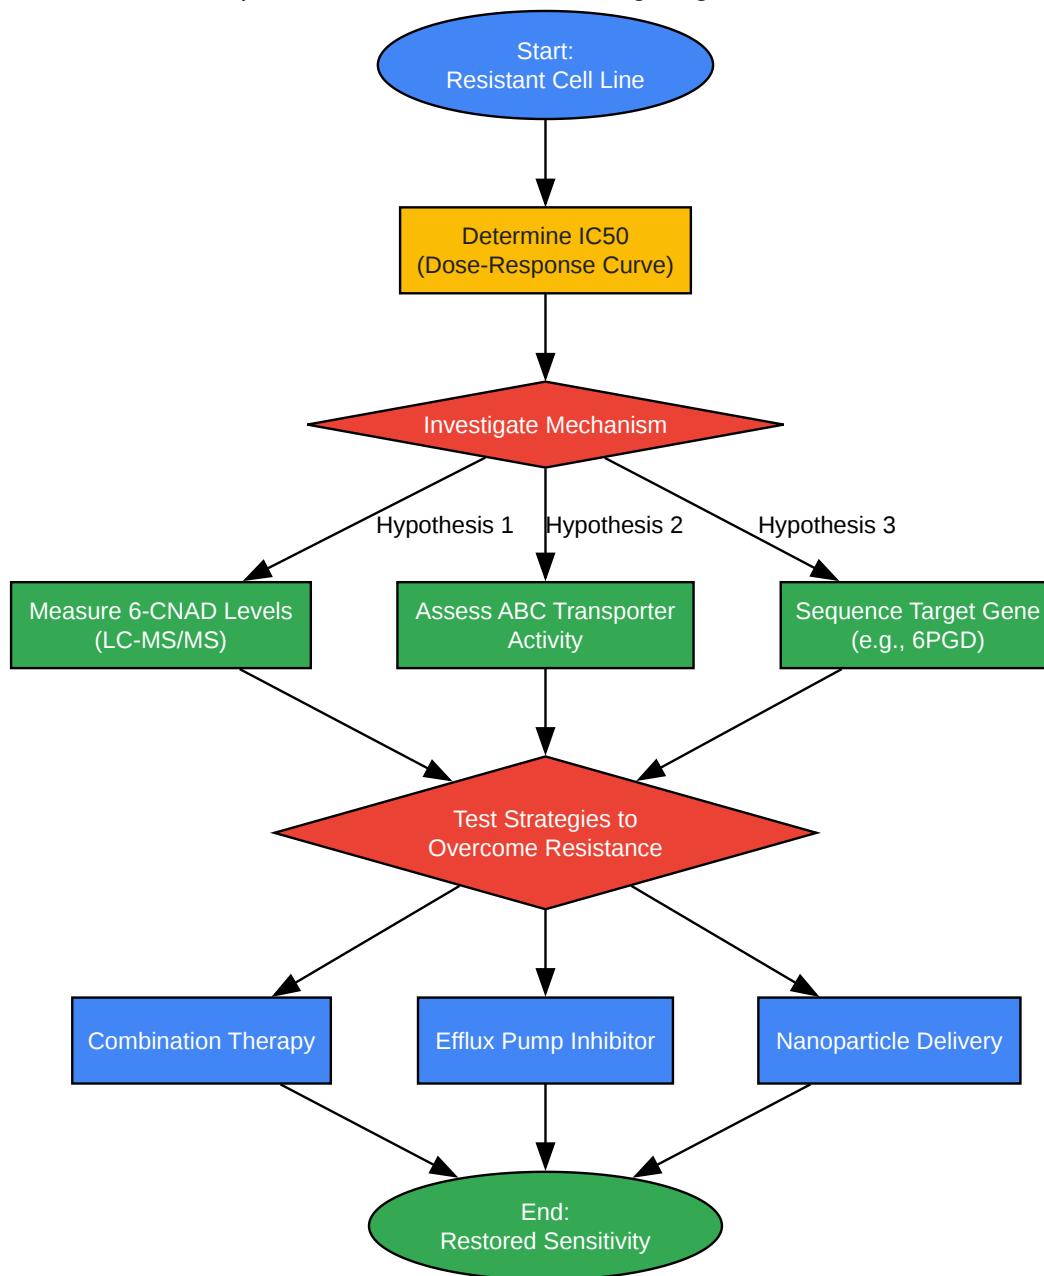 Start:
Resistant Cell Line
Determine IC50
(Dose-Response Curve)
Investigate Mechanism
Hypothesis 1
Hypothesis 2
Hypothesis 3
Measure 6-CNAD Levels
(LC-MS/MS)
Assess ABC Transporter
Activity
Sequence Target Gene
(e.g., 6PGD)
Test Strategies to
Overcome Resistance
Combination Therapy
Efflux Pump Inhibitor
Nanoparticle Delivery
End:
Restored Sensitivity